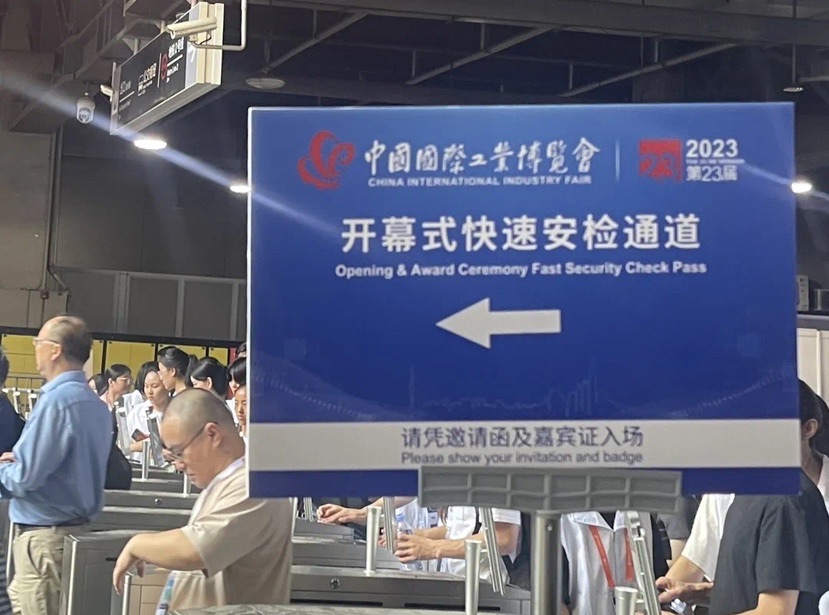 中國國際工業博覽會
CHINA INTERNATIONAL INDUSTRY FAIR
2023
第23届
开幕式快速安检通道
Opening & Award Ceremony Fast Security Check Pass
请凭邀请函及嘉宾证入场
Please show your invitation and badge